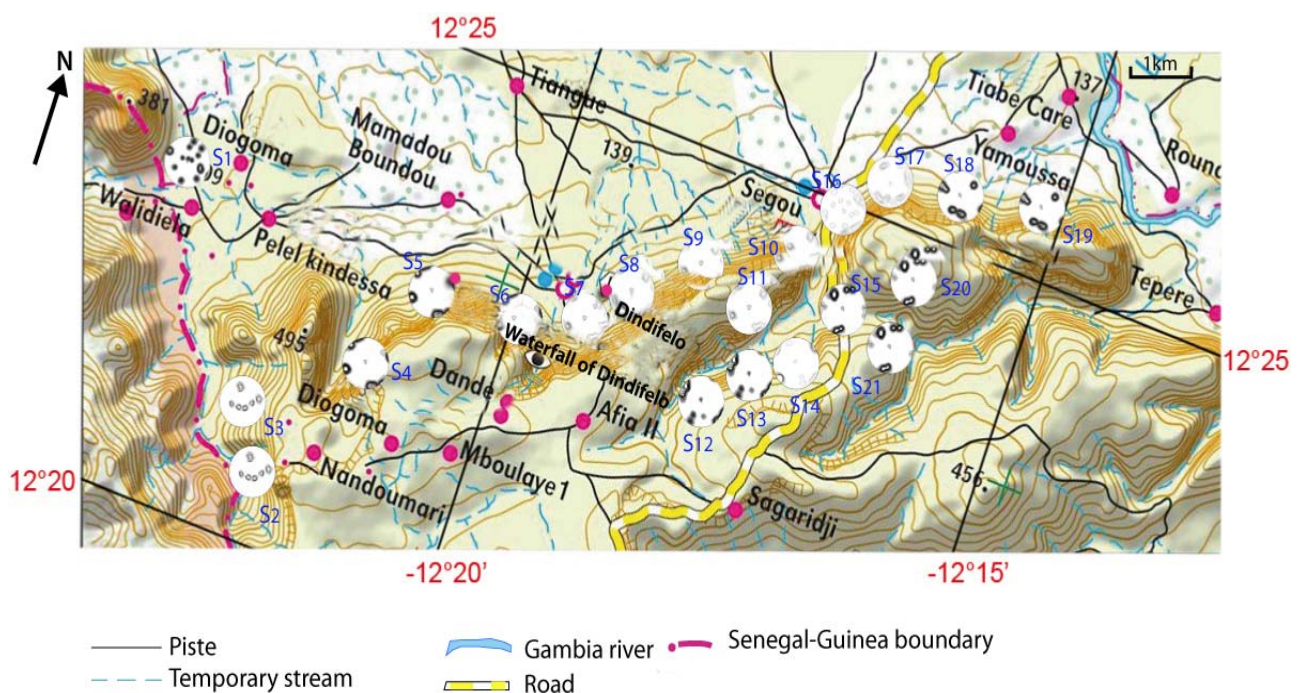 12°25
N
1km
381
Tiangue
137
Tiabe Care
Diogoma
S1
Mamadou
Boundou
139
S17
S18
Yamoussa
Round
S16
Segou
Walidiela
Pelel kindessa
S9
S10
S19
S5
S8
S11
S15
S20
Tepere
S6
S7
Dindifelo
495
Waterfall of Dindifelo
12°25
S4
Dande
S21
Diogoma
Afia II
S13
S14
S3
S12
Mboulaye 1
456
12°20
Nandoumari
S2
Sagaridji
-12°20'
-12°15'
Piste
Gambia river
Senegal-Guinea boundary
Temporary stream
Road